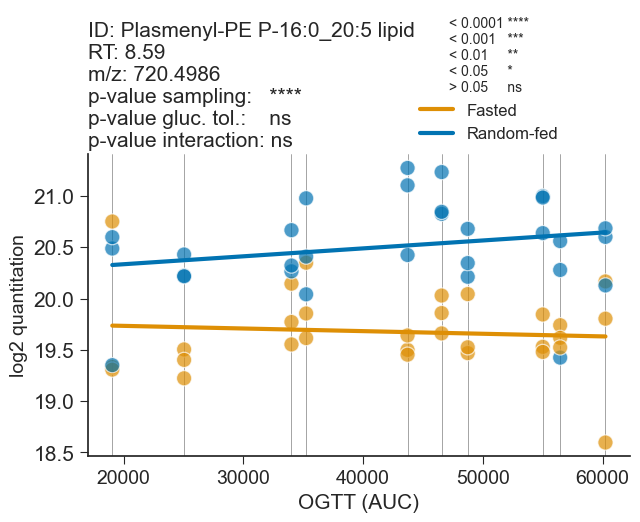 ID: Plasmenyl-PE P-16:0_20:5 lipid
RT: 8.59
m/z: 720.4986
p-value sampling: ****
p-value gluc. tol.: ns
p-value interaction: ns
< 0.0001 ****
< 0.001 ***
< 0.01 **
< 0.05 *
> 0.05 ns
Fasted
Random-fed
log2 quantitation
21.0
20.5
20.0
19.5
19.0
18.5
20000
30000
40000
50000
60000
OGTT (AUC)